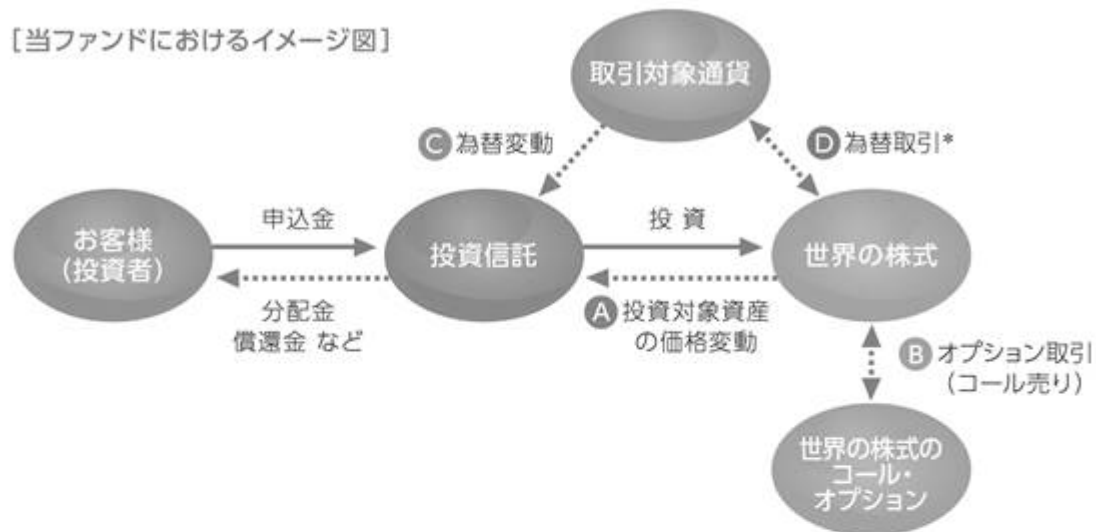 [当ファンドにおけるイメージ図]
取引対象通貨
C 為替変動
D 為替取引*
お客様
(投資者)
申込金
投資信託
投 資
世界の株式
分配金
償還金 など
A 投資対象資産
の価格変動
B オプション取引
(コール売り)
世界の株式の
コール・
オプション